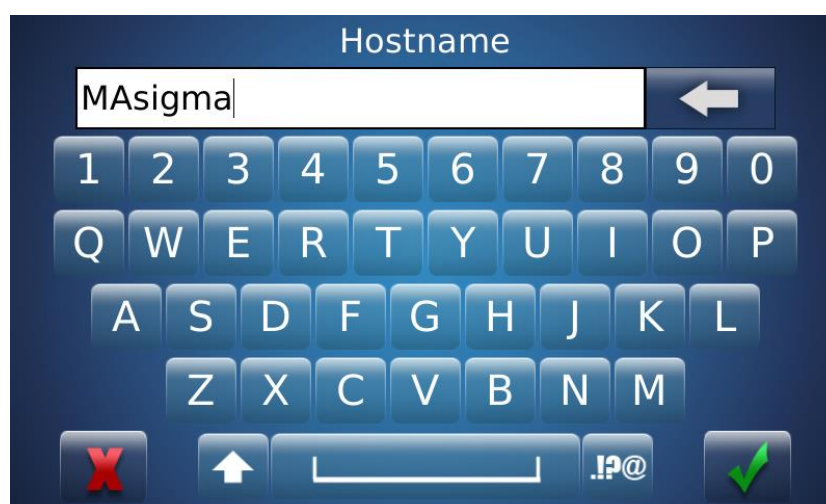 Hostname
MAsigma
1 2 3 4 5 6 7 8 9 0
Q W E R T Y U I O P
A S D F G H J K L
Z X C V B N M
.!?@